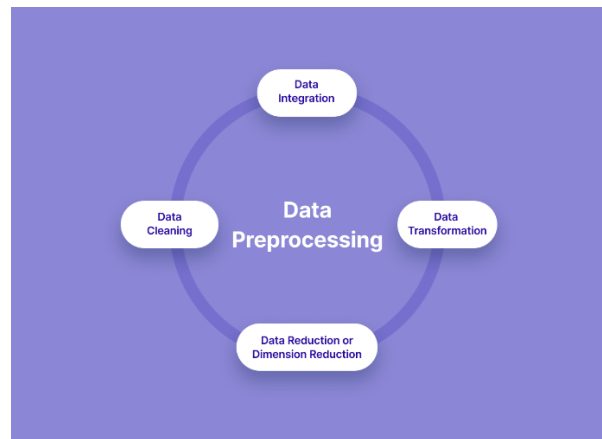 Data
Integration
Data
Cleaning
Data
Preprocessing
Data
Transformation
Data Reduction or
Dimension Reduction